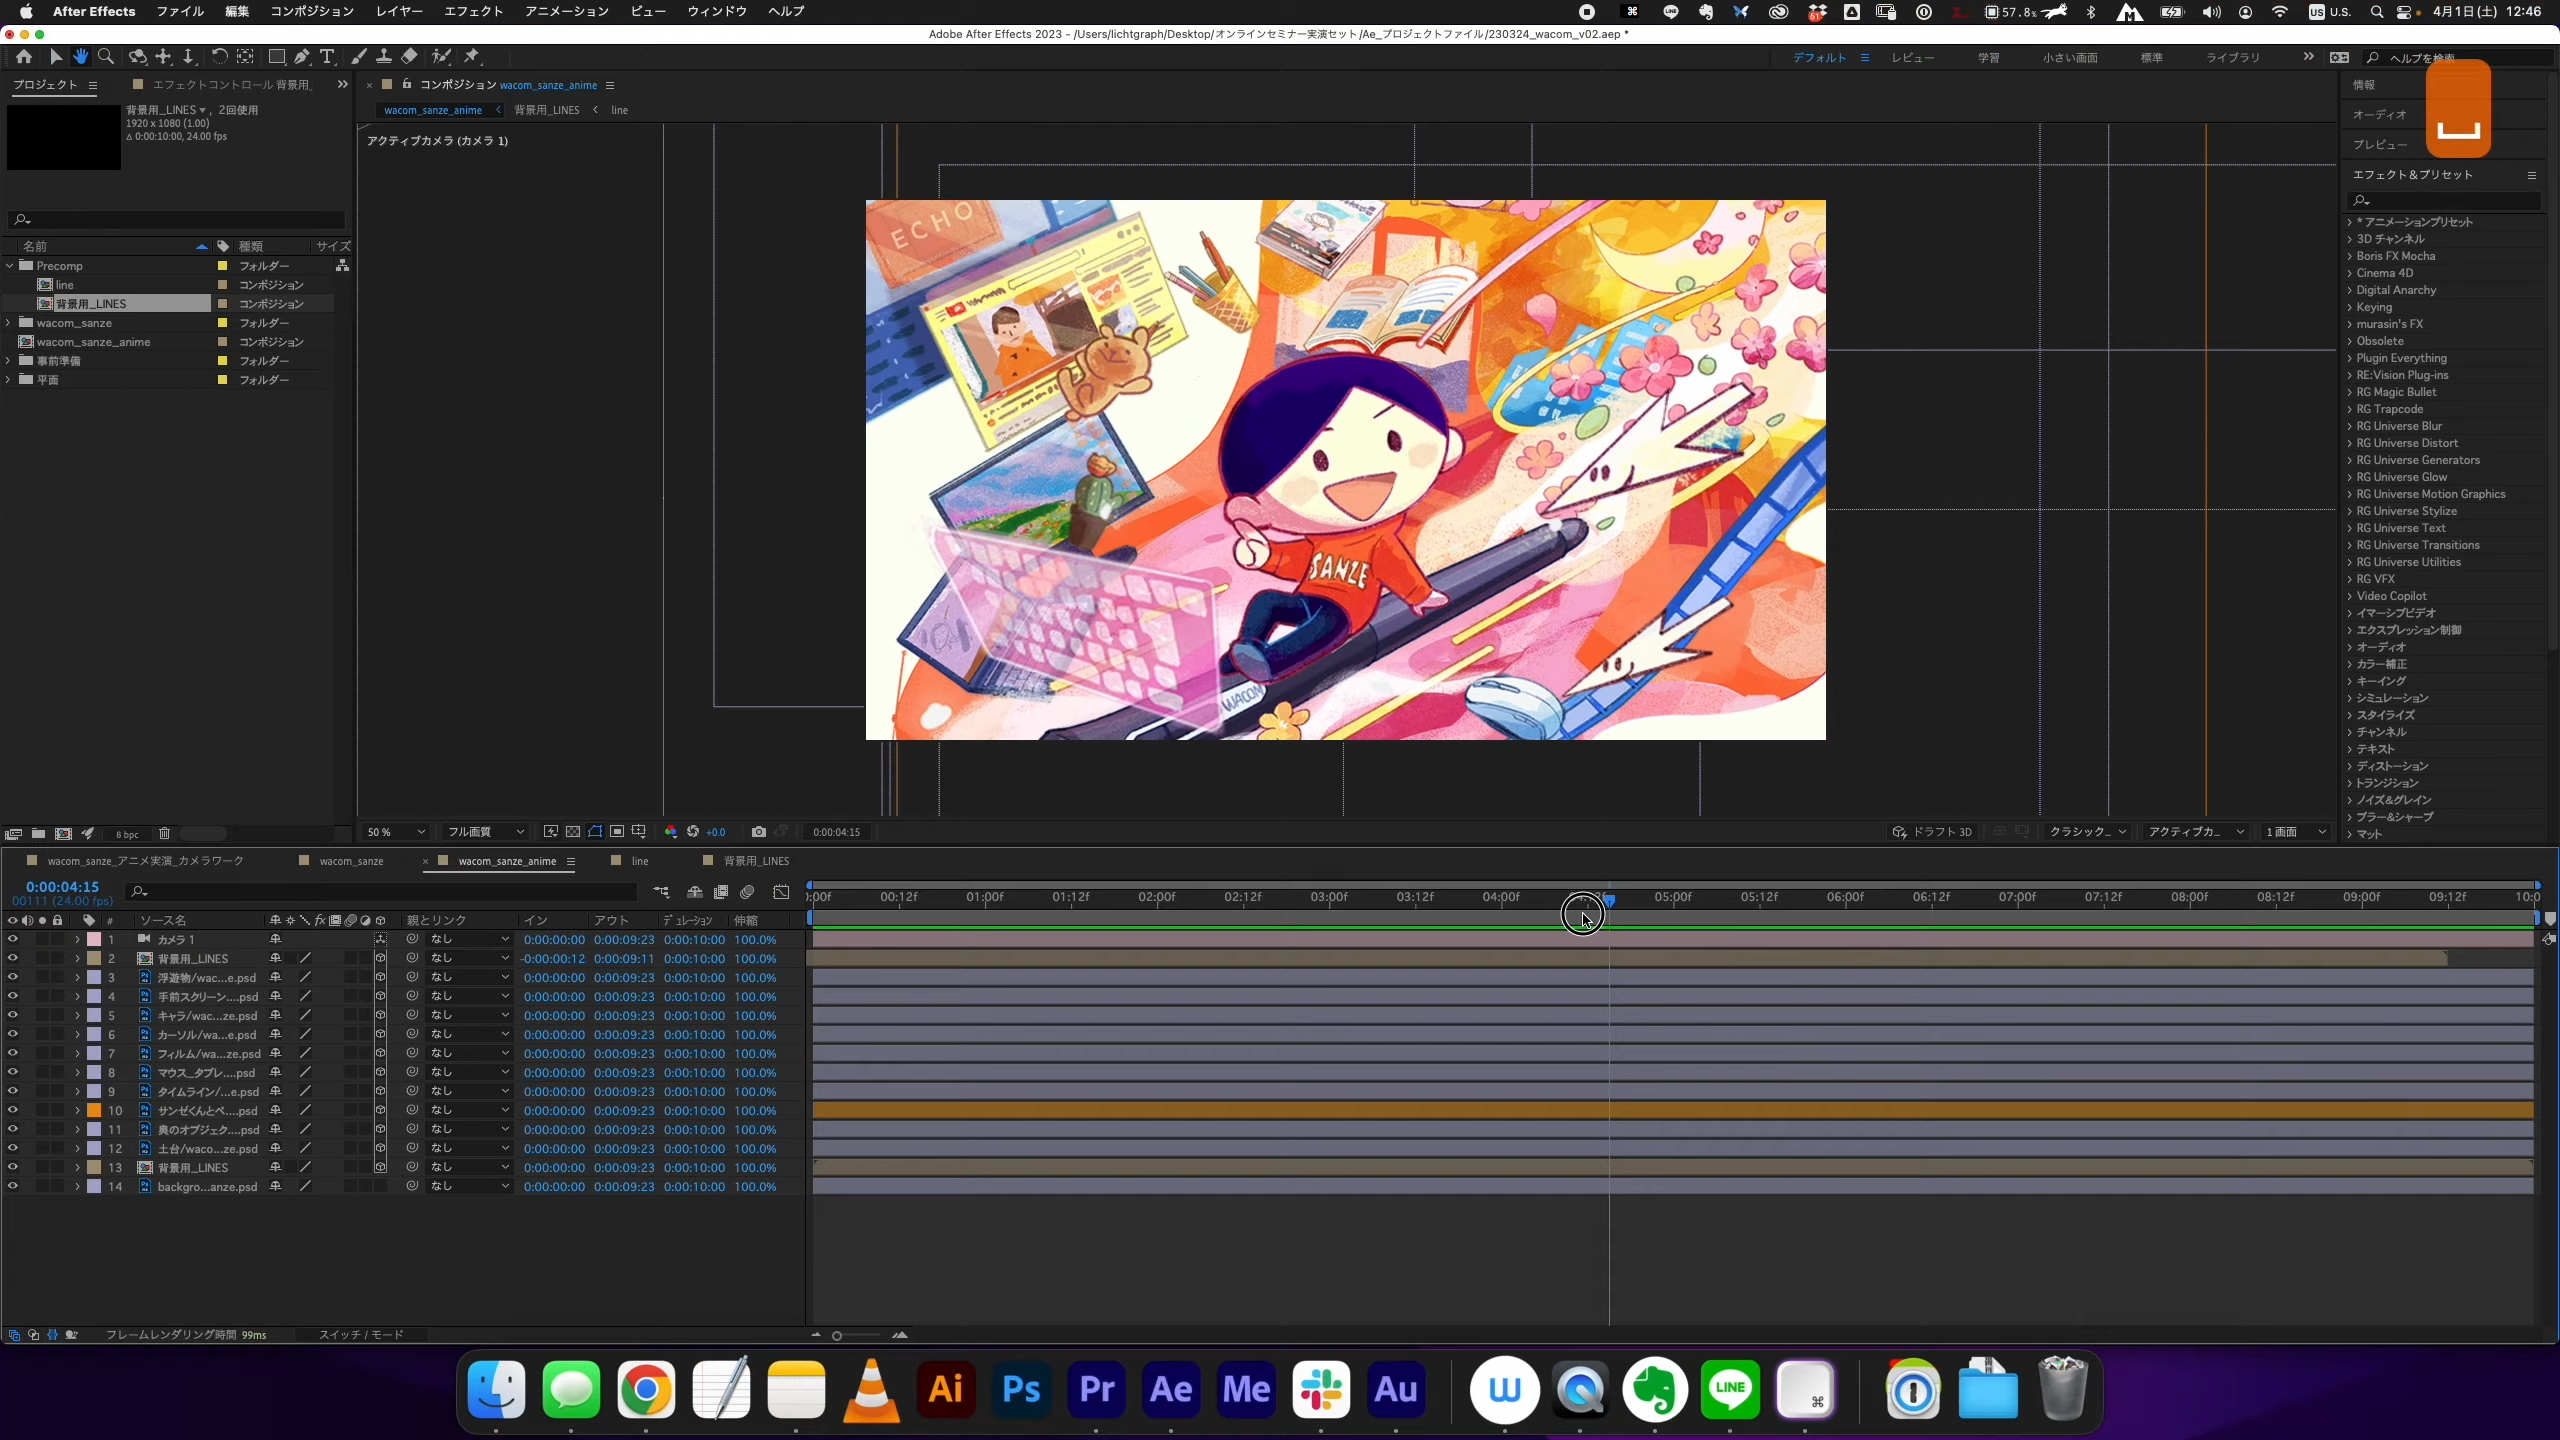 After Effects ファイル 編集 コンポジション レイヤー エフェクト アニメーション ビュー ウィンドウ ヘルプ
57.8% US U.S. 4月1日(土) 12:46
Adobe After Effects 2023 - /Users/lichtgraph/Desktop/オンラインセミナー実演セット/Ae_プロジェクトファイル/230324_wacom_v02.aep *
デフォルト レビュー 学習 小さい画面 標準 ライブラリ ヘルプを検索
プロジェクト エフェクトコントロール 背景用_
コンポジション wacom_sanze_anime
wacom_sanze_anime 背景用_LINES line
アクティブカメラ (カメラ 1)
背景用_LINES, 2回使用
1920 x 1080 (1.00)
Δ 0:00:10:00, 24.00 fps
名前 種類 サイズ
Precomp フォルダー
line コンポジション
背景用_LINES コンポジション
wacom_sanze フォルダー
wacom_sanze_anime コンポジション
事前準備 フォルダー
平面 フォルダー
ECHO
SANZE
WACOM
情報
オーディオ
プレビュー
エフェクト&プリセット
* アニメーションプリセット
3D チャンネル
Boris FX Mocha
Cinema 4D
Digital Anarchy
Keying
murasin's FX
Obsolete
Plugin Everything
RE:Vision Plug-ins
RG Magic Bullet
RG Trapcode
RG Universe Blur
RG Universe Distort
RG Universe Generators
RG Universe Glow
RG Universe Motion Graphics
RG Universe Stylize
RG Universe Text
RG Universe Transitions
RG Universe Utilities
RG VFX
Video Copilot
イマーシブビデオ
エクスプレッション制御
オーディオ
カラー補正
キーイング
シミュレーション
スタイライズ
チャンネル
テキスト
ディストーション
トランジション
ノイズ&グレイン
ブラー&シャープ
マット
8 bpc
50 % フル画質 +0.0 0:00:04:15 ドラフト 3D クラシック... アクティブカ... 1 画面
wacom_sanze_アニメ実演_カメラワーク wacom_sanze wacom_sanze_anime line 背景用_LINES
0:00:04:15
00111 (24.00 fps)
:00f 00:12f 01:00f 01:12f 02:00f 02:12f 03:00f 03:12f 04:00f 05:00f 05:12f 06:00f 06:12f 07:00f 07:12f 08:00f 08:12f 09:00f 09:12f 10:0
# ソース名 fx 親とリンク イン アウト デュレーション 伸縮
1 カメラ 1 なし 0:00:00:00 0:00:09:23 0:00:10:00 100.0%
2 背景用_LINES なし -0:00:00:12 0:00:09:11 0:00:10:00 100.0%
3 浮遊物/wac...e.psd なし 0:00:00:00 0:00:09:23 0:00:10:00 100.0%
4 手前スクリーン....psd なし 0:00:00:00 0:00:09:23 0:00:10:00 100.0%
5 キャラ/wac...ze.psd なし 0:00:00:00 0:00:09:23 0:00:10:00 100.0%
6 カーソル/wa...e.psd なし 0:00:00:00 0:00:09:23 0:00:10:00 100.0%
7 フィルム/wa...ze.psd なし 0:00:00:00 0:00:09:23 0:00:10:00 100.0%
8 マウス_タブレ....psd なし 0:00:00:00 0:00:09:23 0:00:10:00 100.0%
9 タイムライン/...e.psd なし 0:00:00:00 0:00:09:23 0:00:10:00 100.0%
10 サンゼくんとペ....psd なし 0:00:00:00 0:00:09:23 0:00:10:00 100.0%
11 奥のオブジェク....psd なし 0:00:00:00 0:00:09:23 0:00:10:00 100.0%
12 土台/waco...ze.psd なし 0:00:00:00 0:00:09:23 0:00:10:00 100.0%
13 背景用_LINES なし 0:00:00:00 0:00:09:23 0:00:10:00 100.0%
14 backgro...anze.psd なし 0:00:00:00 0:00:09:23 0:00:10:00 100.0%
フレームレンダリング時間 99ms スイッチ / モード
Ai Ps Pr Ae Me Au LINE